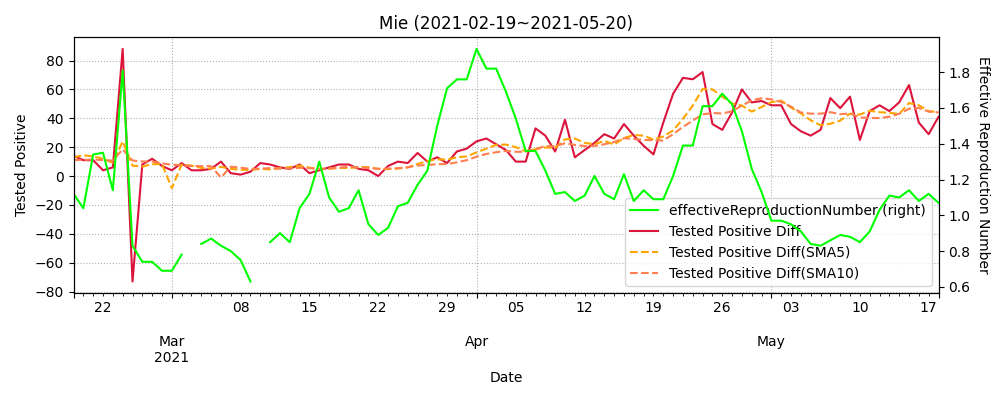 Mie (2021-02-19~2021-05-20)
Tested Positive
80
60
40
20
0
−20
−40
−60
−80
1.8
1.6
1.4
1.2
1.0
0.8
0.6
Effective Reproduction Number
effectiveReproductionNumber (right)
Tested Positive Diff
Tested Positive Diff(SMA5)
Tested Positive Diff(SMA10)
22 08 15 22 29 05 12 19 26 03 10 17
Mar Apr May
2021
Date